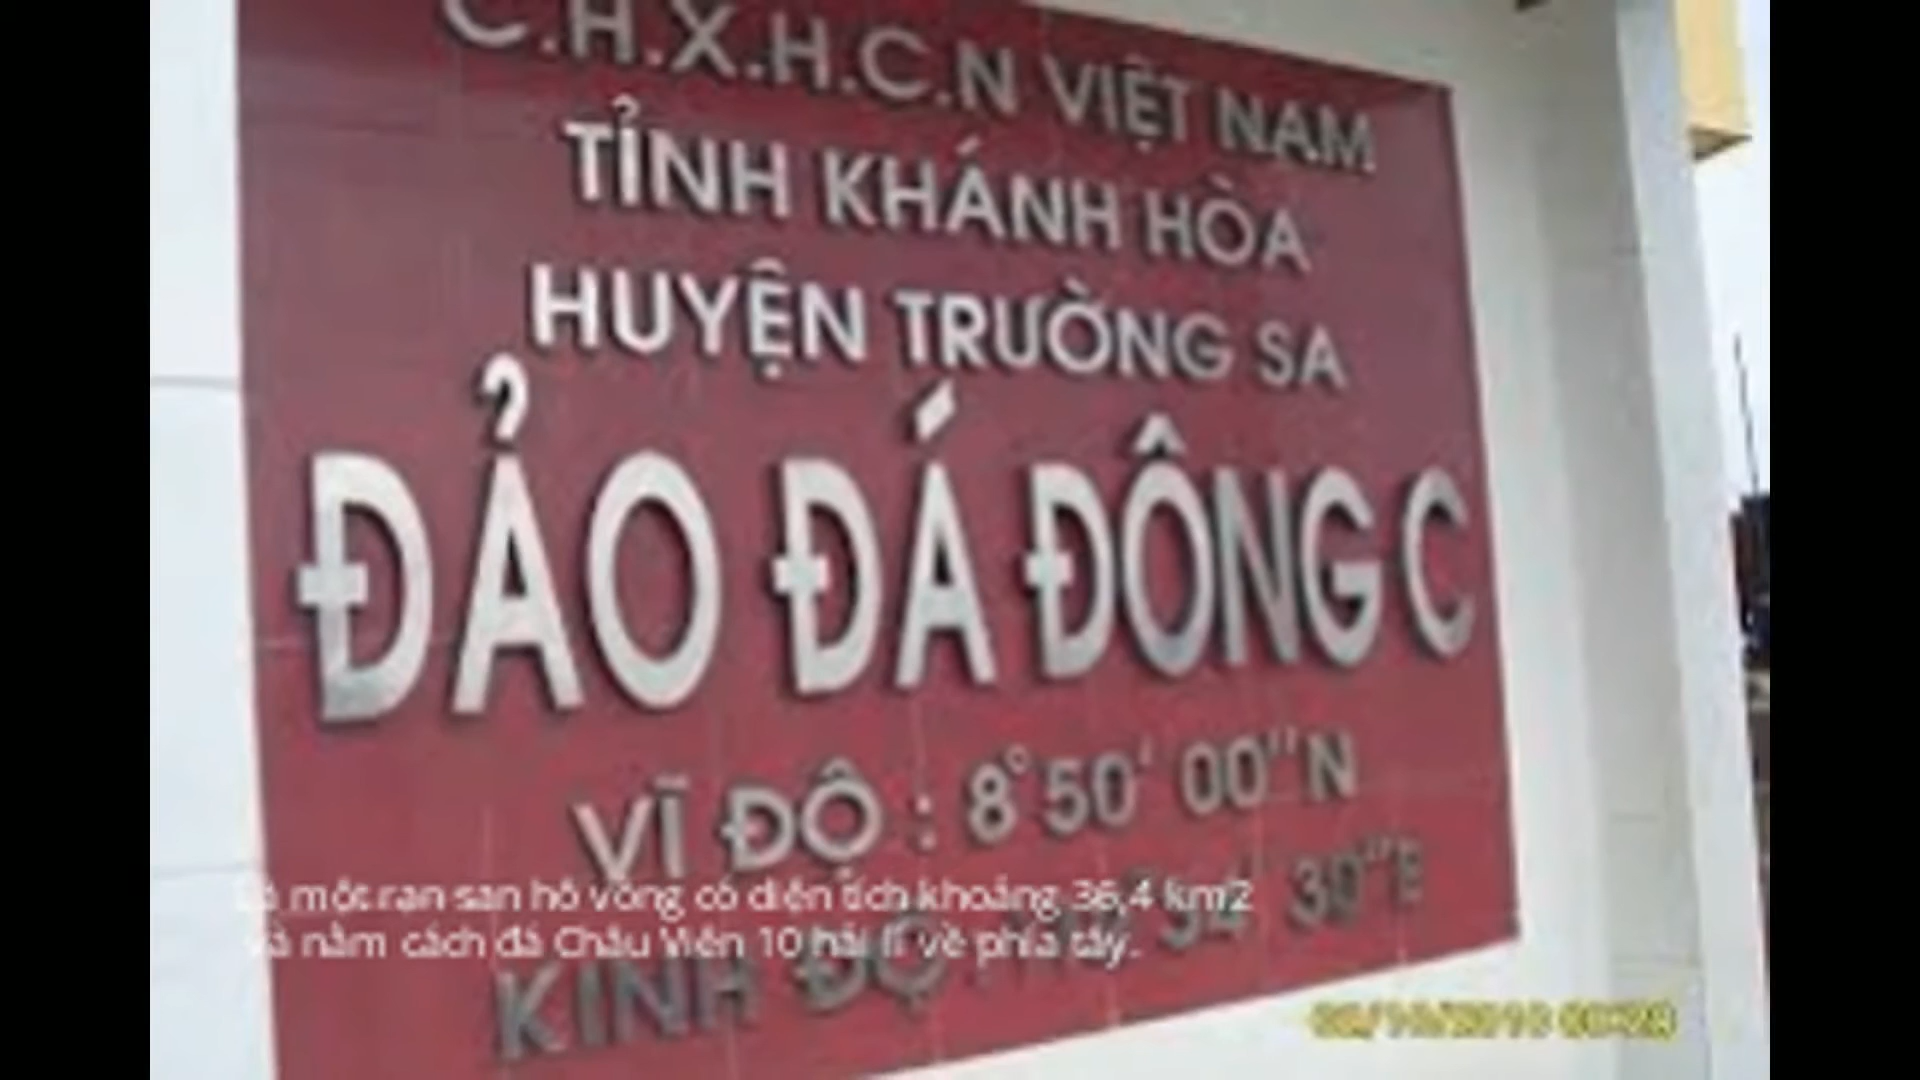 C.H.X.H.C.N VIỆT NAM
TỈNH KHÁNH HÒA
HUYỆN TRƯỜNG SA
ĐẢO ĐÁ ĐÔNG C
VĨ ĐỘ : 8°50' 00"N
KINH ĐỘ 30"E
một rạn san hô vòng có diện tích khoảng 36,4 km2
và nằm cách đá Châu Viên 10 hải lí về phía tây.